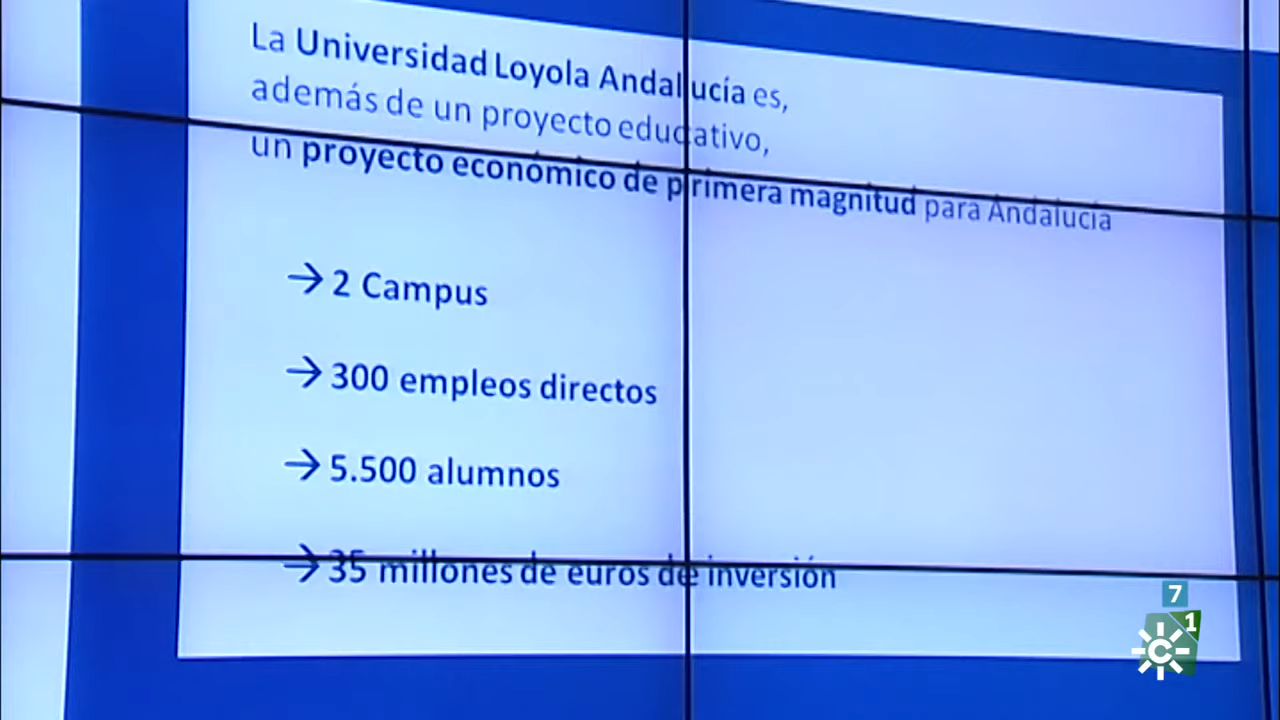 La Universidad Loyola Andalucía es,
además de un proyecto educativo,
un proyecto económico de primera magnitud para Andalucía
→ 2 Campus
→ 300 empleos directos
→ 5.500 alumnos
→ 35 millones de euros de inversión
7
1
C